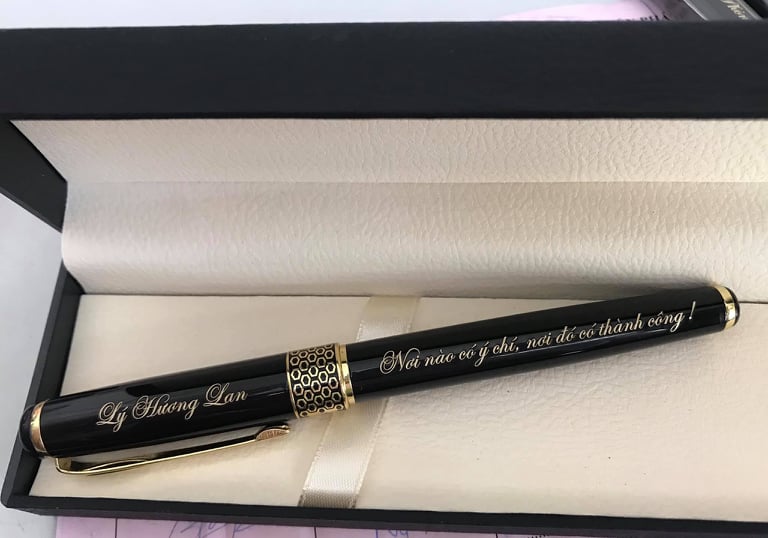 Lý Hương Lan
Nơi nào có ý chí, nơi đó có thành công !